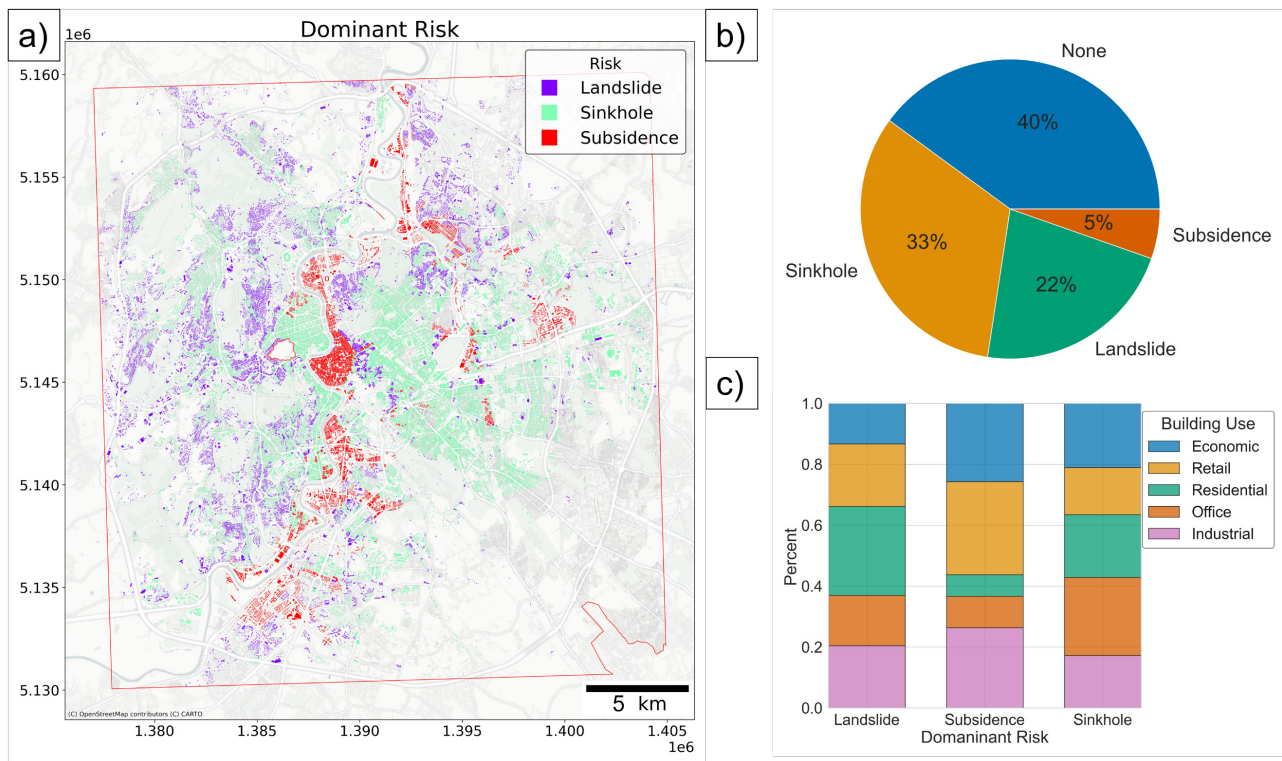 a)
1e6
Dominant Risk
Risk
Landslide
Sinkhole
Subsidence
5.160
5.155
5.150
5.145
5.140
5.135
5.130
5 km
(C) OpenStreetMap contributors (C) CARTO
1.380
1.385
1.390
1.395
1.400
1.405
1e6
b)
None
40%
33%
Sinkhole
5%
Subsidence
22%
Landslide
c)
1.0
0.8
0.6
0.4
0.2
0.0
Percent
Building Use
Economic
Retail
Residential
Office
Industrial
Landslide
Subsidence
Sinkhole
Domaninant Risk